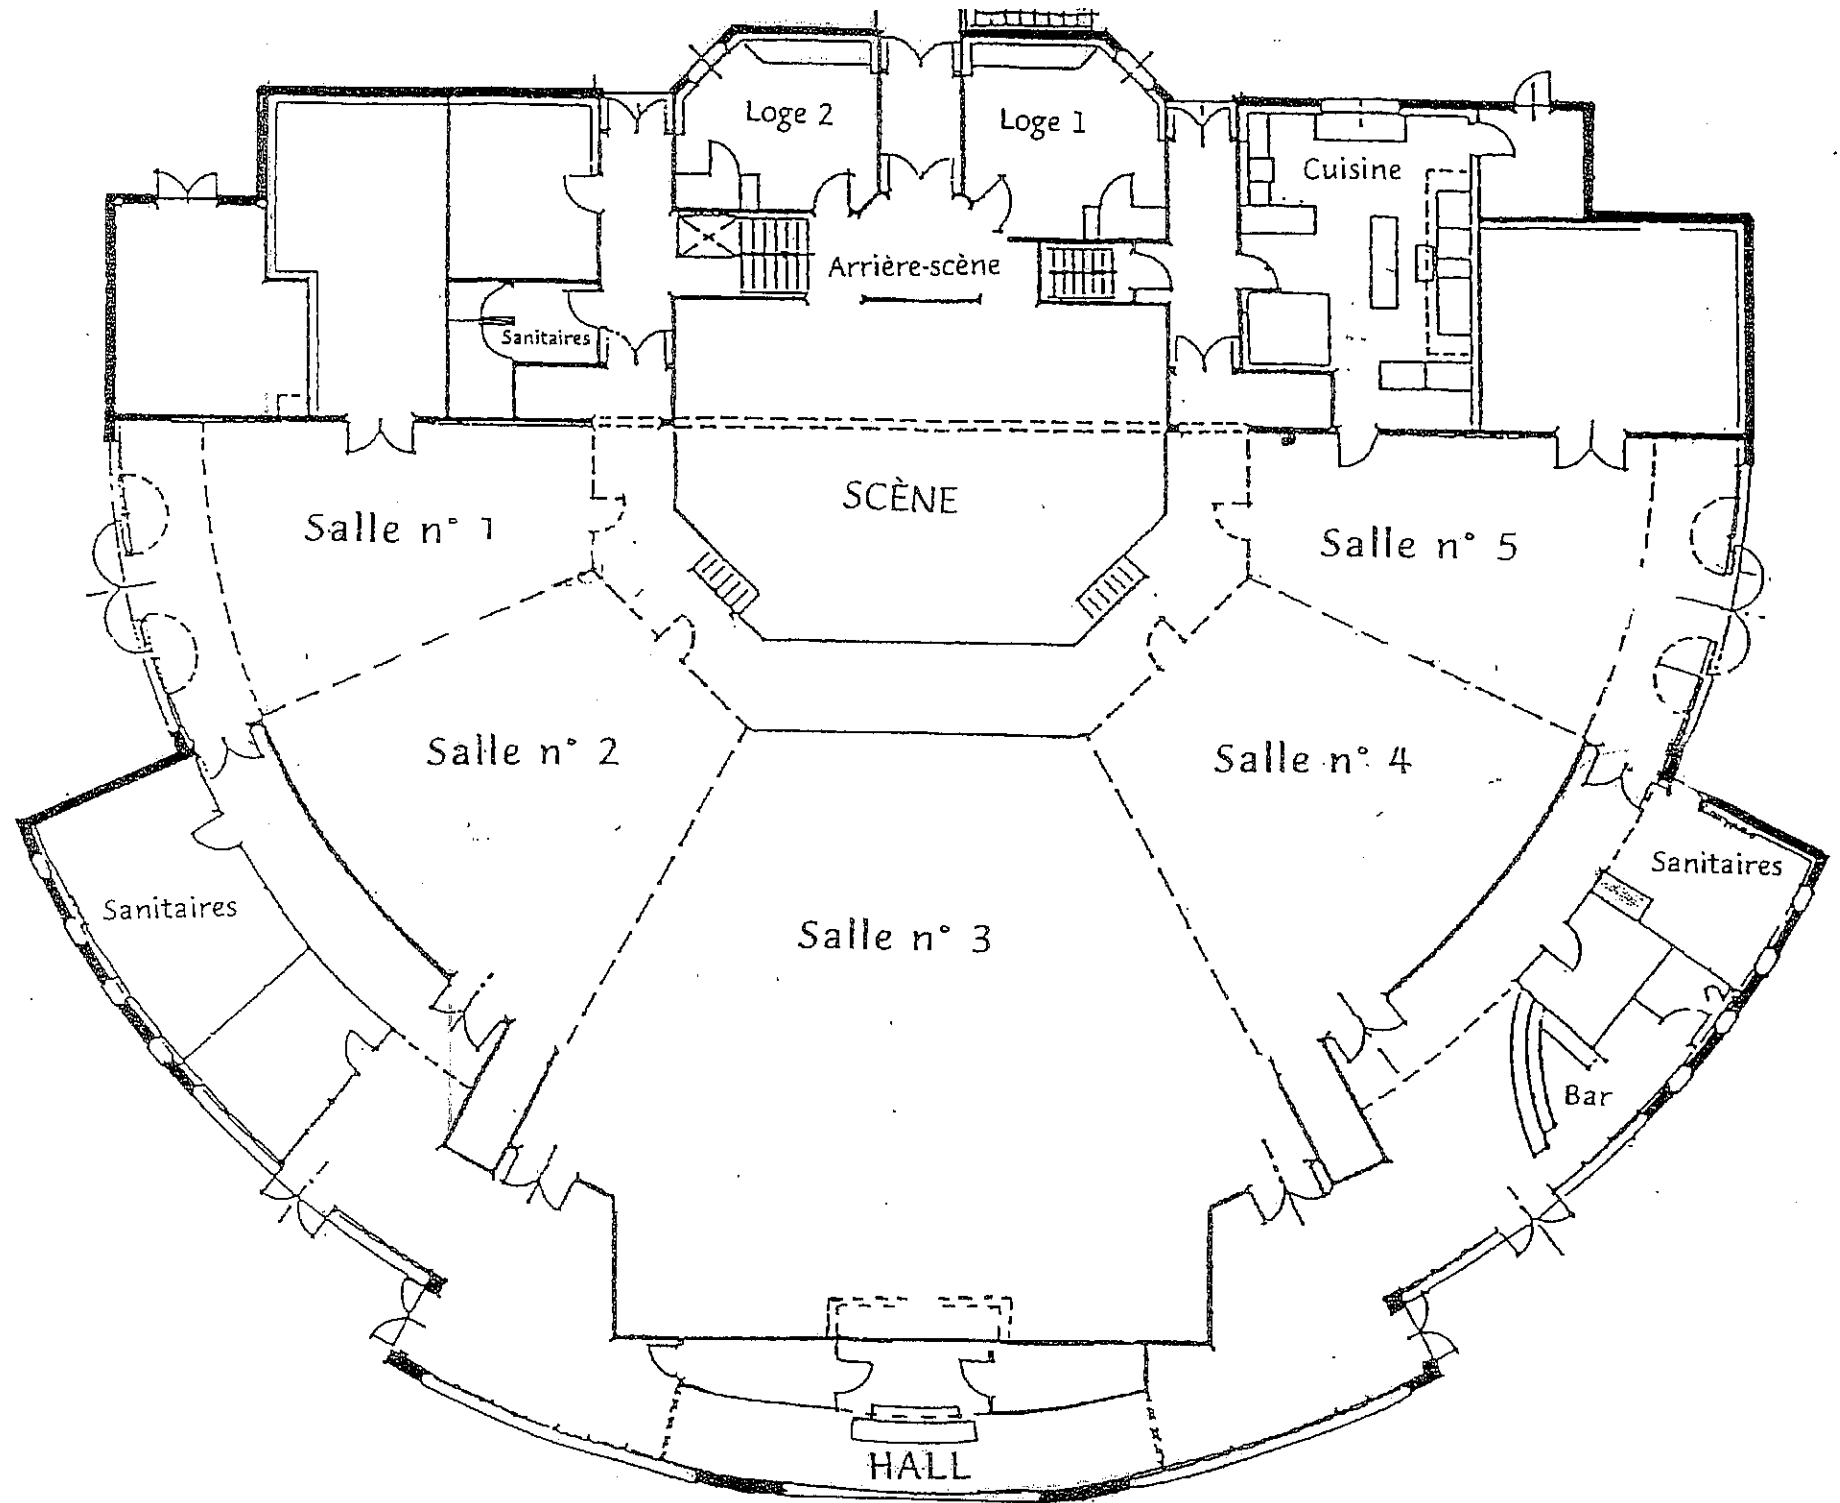 Loge 2
Loge 1
Cuisine
Arrière-scène
Sanitaires
SCÈNE
Salle n° 1
Salle n° 5
Salle n° 2
Salle n° 4
Sanitaires
Sanitaires
Salle n° 3
Bar
HALL